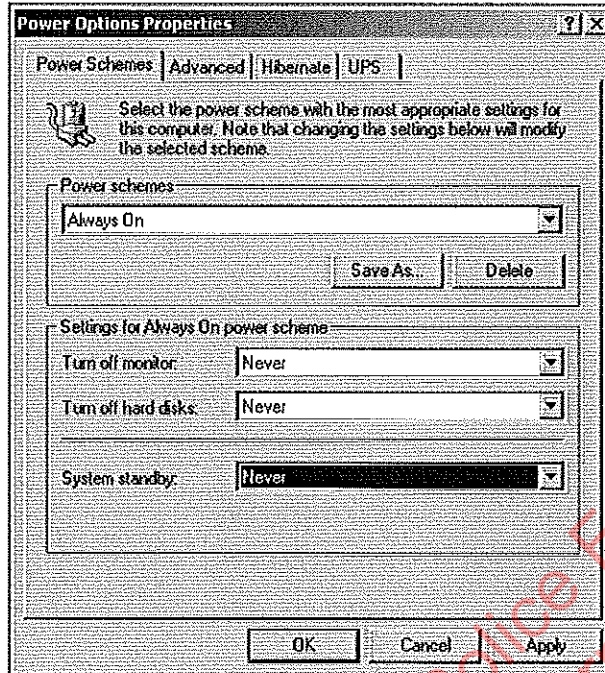 Power Options Properties
Power Schemes Advanced Hibernate UPS
Select the power scheme with the most appropriate settings for
this computer. Note that changing the settings below will modify
the selected scheme.
Power schemes
Always On
Save As... Delete
Settings for Always On power scheme
Turn off monitor: Never
Turn off hard disks: Never
System standby: Never
OK Cancel Apply